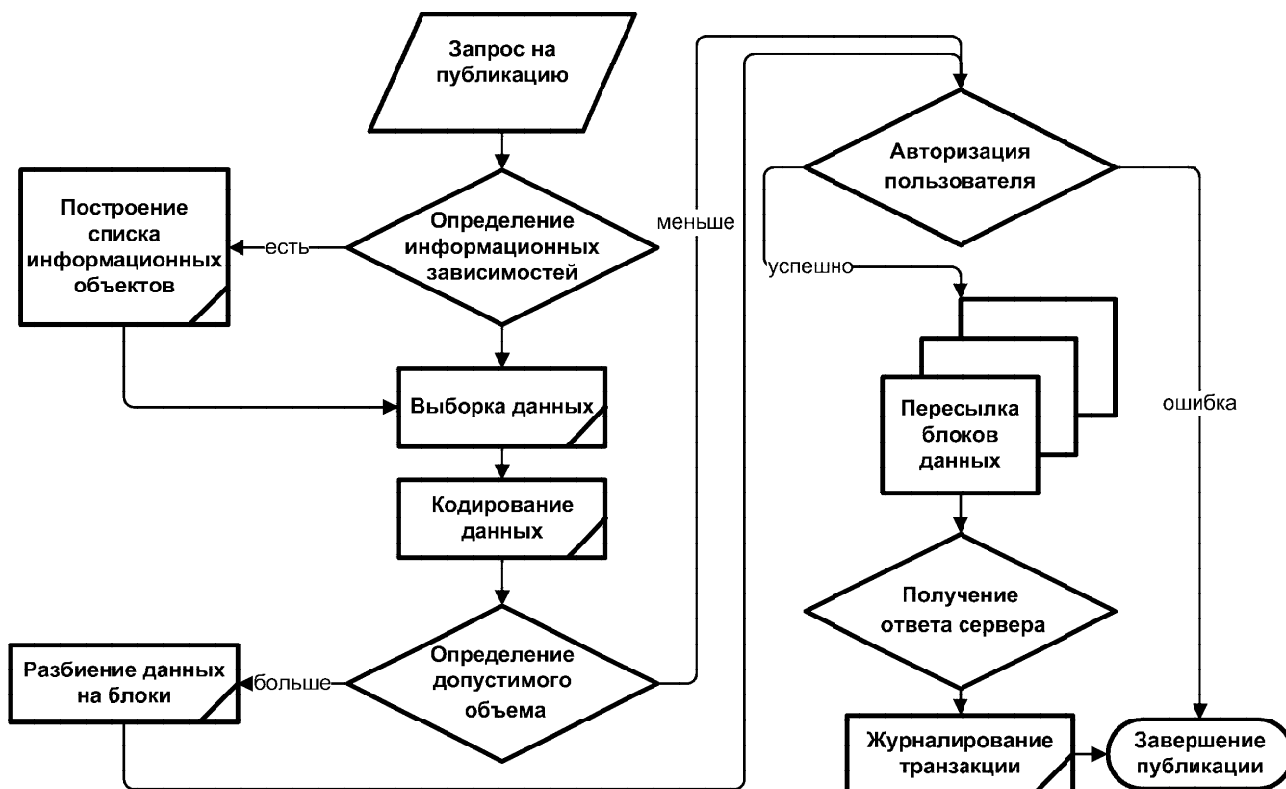 Запрос на
публикацию
Определение
информационных
зависимостей
есть
Построение
списка
информационных
объектов
Выборка данных
Кодирование
данных
Определение
допустимого
объема
больше
Разбиение данных
на блоки
меньше
Авторизация
пользователя
успешно
ошибка
Пересылка
блоков
данных
Получение
ответа сервера
Журналирование
транзакции
Завершение
публикации